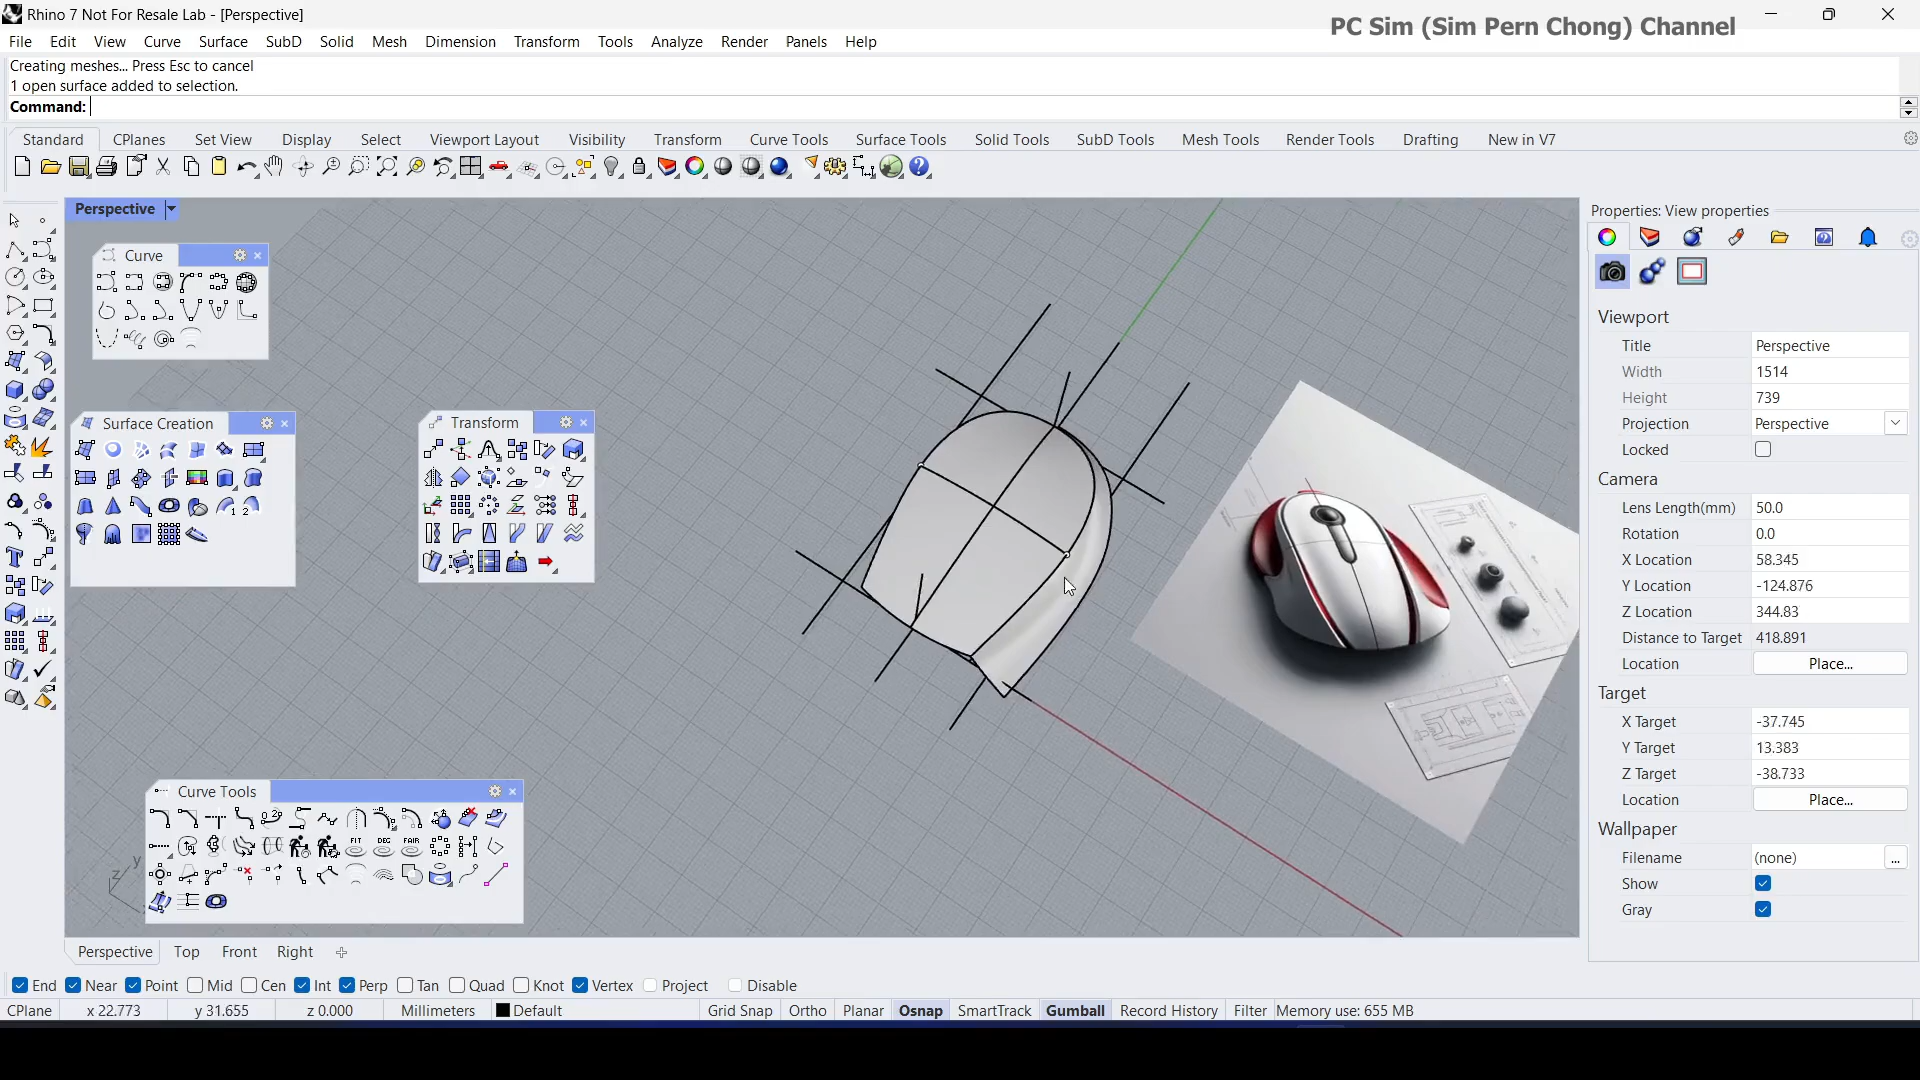 Rhino 7 Not For Resale Lab - [Perspective]
PC Sim (Sim Pern Chong) Channel
File Edit View Curve Surface SubD Solid Mesh Dimension Transform Tools Analyze Render Panels Help
Creating meshes... Press Esc to cancel
1 open surface added to selection.
Command:
Standard CPlanes Set View Display Select Viewport Layout Visibility Transform Curve Tools Surface Tools Solid Tools SubD Tools Mesh Tools Render Tools Drafting New in V7
Perspective
Curve
Surface Creation
Transform
Curve Tools
FIT DEG FAIR
z y
Properties: View properties
Viewport
Title Perspective
Width 1514
Height 739
Projection Perspective
Locked
Camera
Lens Length(mm) 50.0
Rotation 0.0
X Location 58.345
Y Location -124.876
Z Location 344.83
Distance to Target 418.891
Location Place...
Target
X Target -37.745
Y Target 13.383
Z Target -38.733
Location Place...
Wallpaper
Filename (none) ...
Show
Gray
Perspective Top Front Right
End Near Point Mid Cen Int Perp Tan Quad Knot Vertex Project Disable
CPlane x 22.773 y 31.655 z 0.000 Millimeters Default Grid Snap Ortho Planar Osnap SmartTrack Gumball Record History Filter Memory use: 655 MB